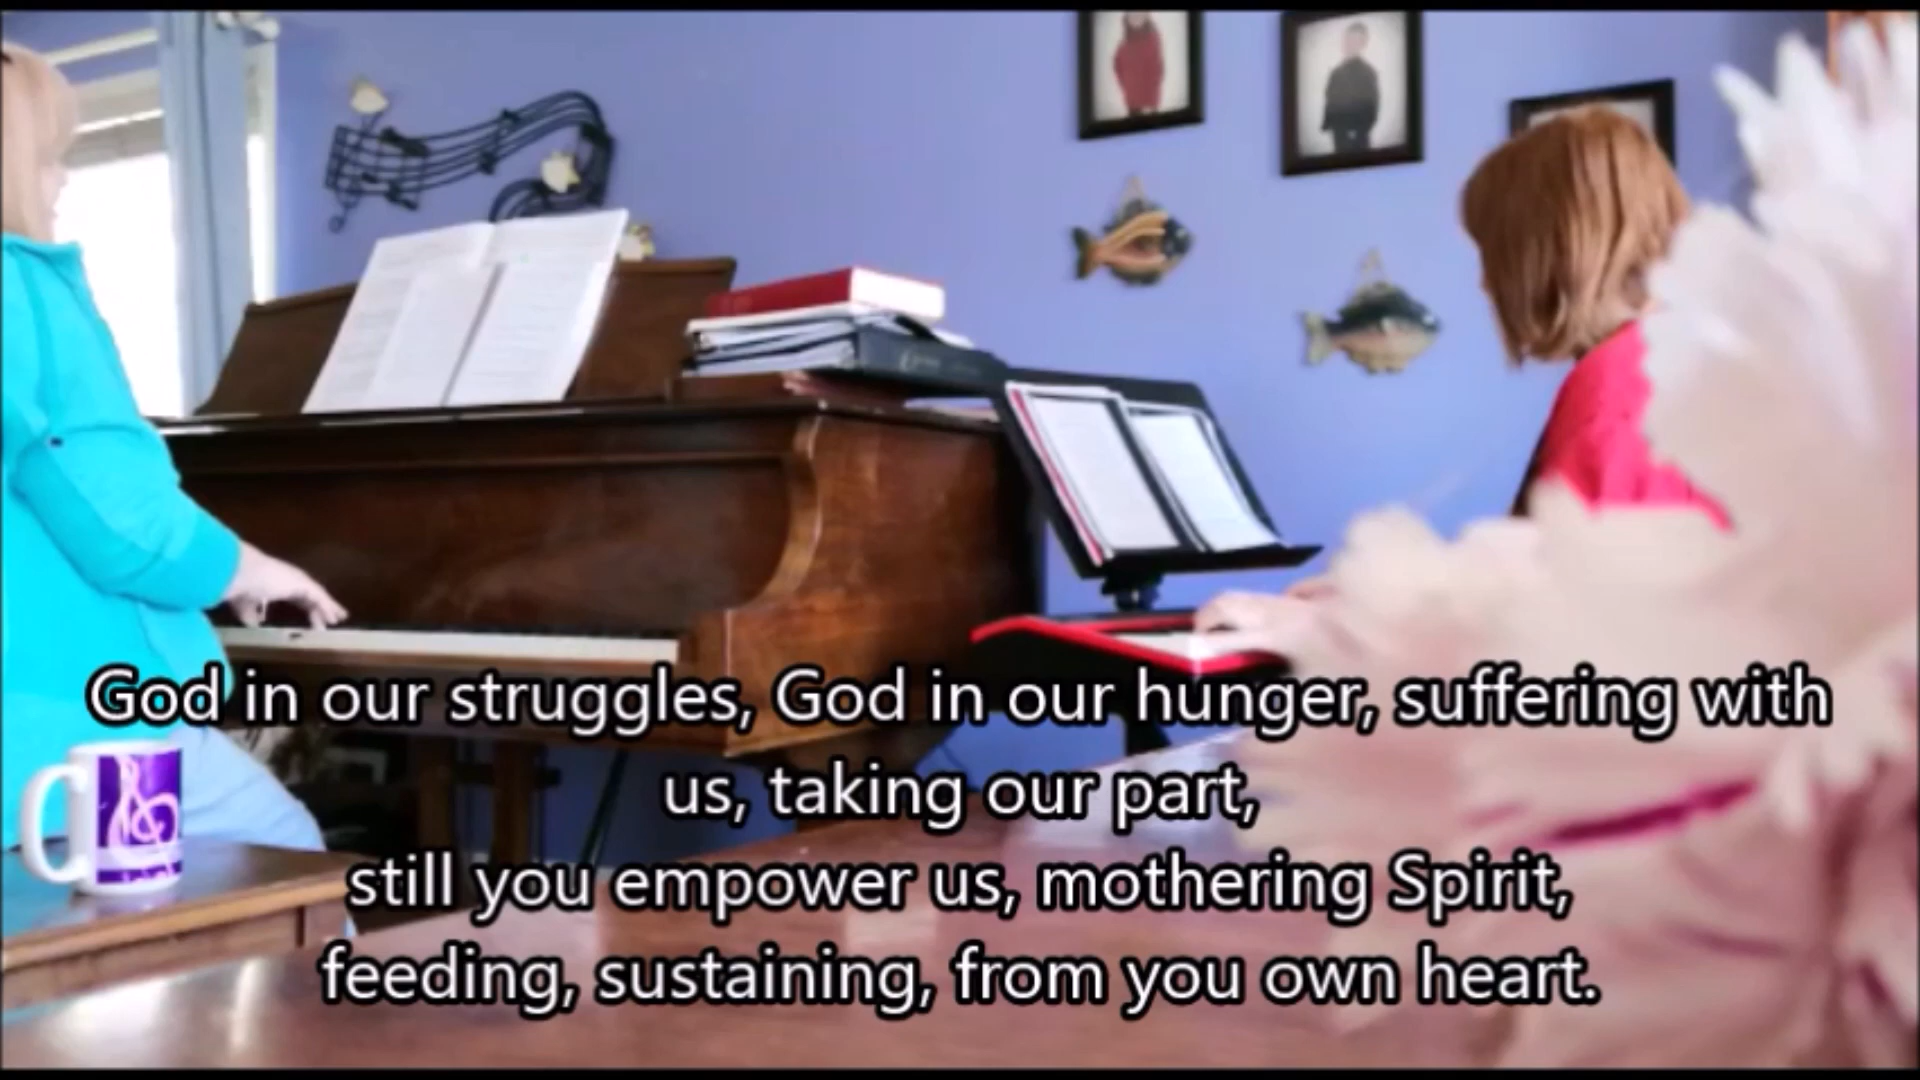 God in our struggles, God in our hunger, suffering with
us, taking our part,
still you empower us, mothering Spirit,
feeding, sustaining, from you own heart.